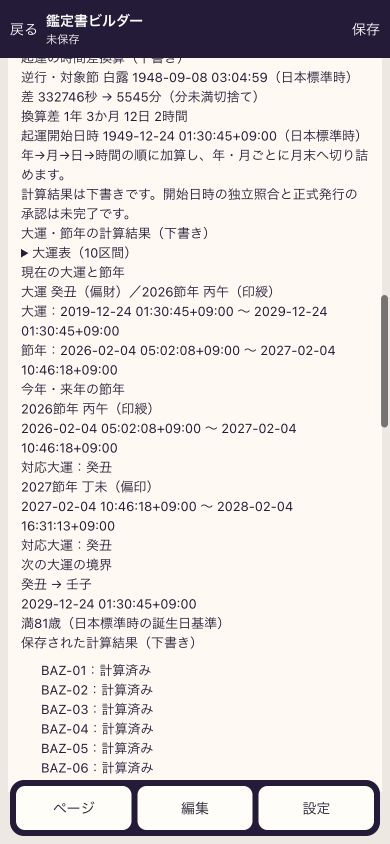 戻る
鑑定書ビルダー
未保存
保存
起運の時間差換算（下書き）
逆行・対象節 白露 1948-09-08 03:04:59（日本標準時）
差 332746秒 → 5545分（分未満切捨て）
換算差 1年 3か月 12日 2時間
起運開始日時 1949-12-24 01:30:45+09:00（日本標準時）
年→月→日→時間の順に加算し、年・月ごとに月末へ切り詰
めます。
計算結果は下書きです。開始日時の独立照合と正式発行の
承認は未完了です。
大運・節年の計算結果（下書き）
▶ 大運表（10区間）
現在の大運と節年
大運 癸丑（偏財）／2026節年 丙午（印綬）
大運：2019-12-24 01:30:45+09:00 〜 2029-12-24
01:30:45+09:00
節年：2026-02-04 05:02:08+09:00 〜 2027-02-04
10:46:18+09:00
今年・来年の節年
2026節年 丙午（印綬）
2026-02-04 05:02:08+09:00 〜 2027-02-04
10:46:18+09:00
対応大運：癸丑
2027節年 丁未（偏印）
2027-02-04 10:46:18+09:00 〜 2028-02-04
16:31:13+09:00
対応大運：癸丑
次の大運の境界
癸丑 → 壬子
2029-12-24 01:30:45+09:00
満81歳（日本標準時の誕生日基準）
保存された計算結果（下書き）
BAZ-01：計算済み
BAZ-02：計算済み
BAZ-03：計算済み
BAZ-04：計算済み
BAZ-05：計算済み
BAZ-06：計算済み
ページ
編集
設定